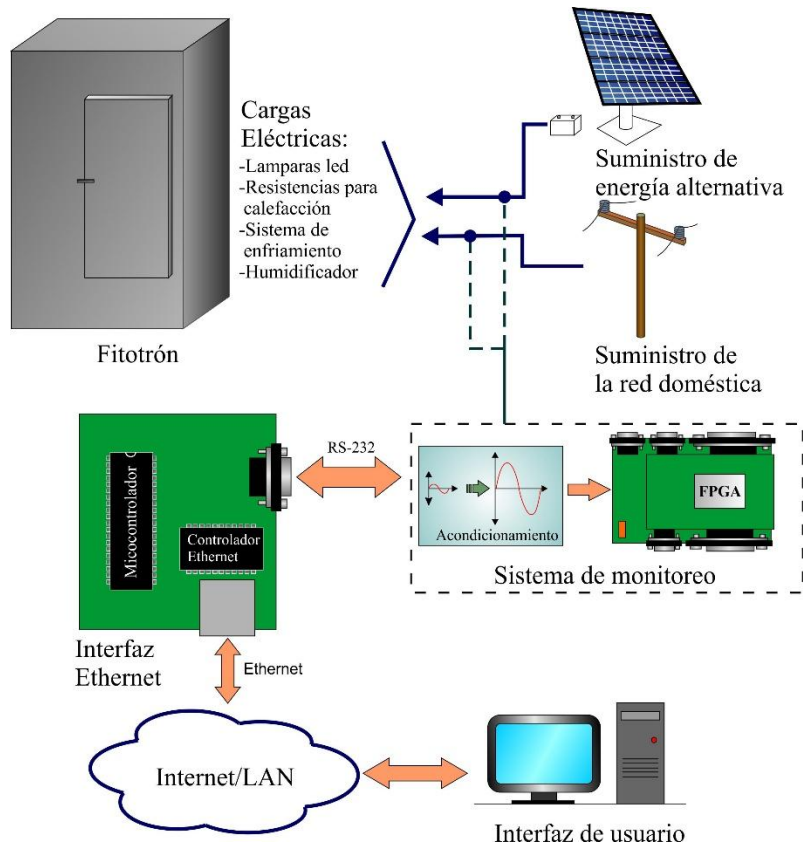 Cargas
Eléctricas:
-Lamparas led
-Resistencias para
calefacción
-Sistema de
enfriamiento
-Humidificador
Fitotrón
Suministro de
energía alternativa
Suministro de
la red doméstica
RS-232
Micocontrolador
Controlador
Ethernet
Acondicionamiento
FPGA
Sistema de monitoreo
Interfaz
Ethernet
Ethernet
Internet/LAN
Interfaz de usuario